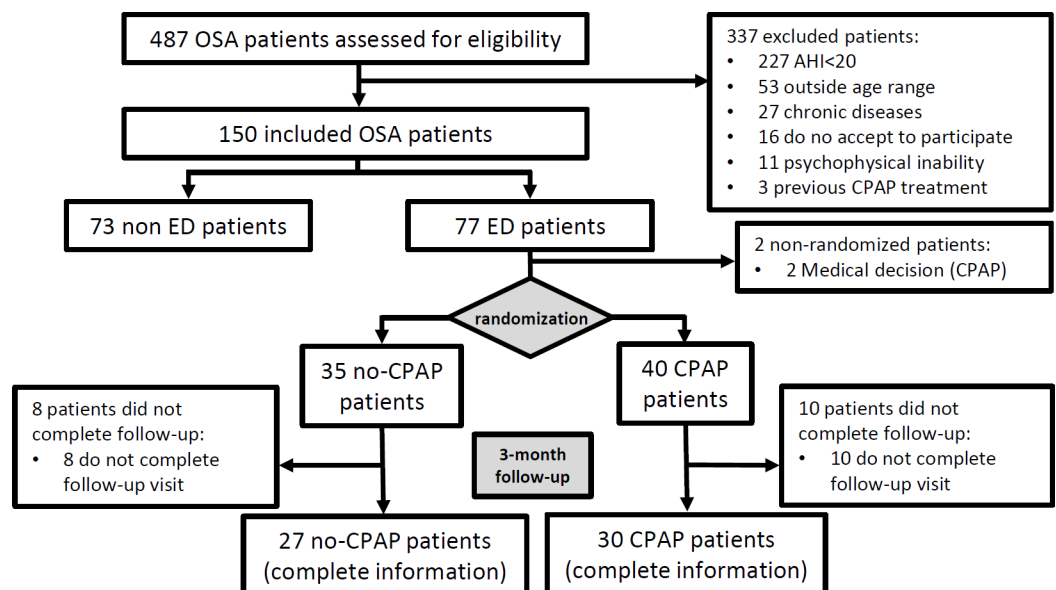 487 OSA patients assessed for eligibility
337 excluded patients:
• 227 AHI<20
• 53 outside age range
• 27 chronic diseases
• 16 do no accept to participate
• 11 psychophysical inability
• 3 previous CPAP treatment
150 included OSA patients
73 non ED patients
77 ED patients
2 non-randomized patients:
• 2 Medical decision (CPAP)
randomization
35 no-CPAP
patients
40 CPAP
patients
8 patients did not
complete follow-up:
• 8 do not complete
follow-up visit
3-month
follow-up
10 patients did not
complete follow-up:
• 10 do not complete
follow-up visit
27 no-CPAP patients
(complete information)
30 CPAP patients
(complete information)